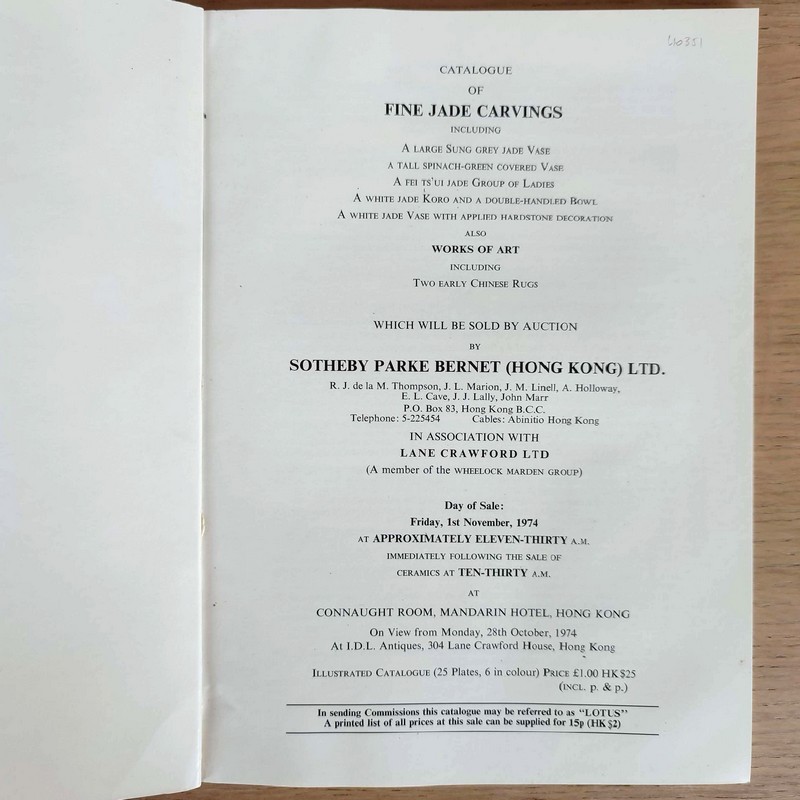 CATALOGUE
OF
FINE JADE CARVINGS
INCLUDING
A LARGE SUNG GREY JADE VASE
A TALL SPINACH-GREEN COVERED VASE
A FEI TS'UI JADE GROUP OF LADIES
A WHITE JADE KORO AND A DOUBLE-HANDLED BOWL
A WHITE JADE VASE WITH APPLIED HARDSTONE DECORATION
ALSO
WORKS OF ART
INCLUDING
TWO EARLY CHINESE RUGS
WHICH WILL BE SOLD BY AUCTION
BY
SOTHEBY PARKE BERNET (HONG KONG) LTD.
R. J. de la M. Thompson, J. L. Marion, J. M. Linell, A. Holloway,
E. L. Cave, J. J. Lally, John Marr
P.O. Box 83, Hong Kong B.C.C.
Telephone: 5-225454 Cables: Abinitio Hong Kong
IN ASSOCIATION WITH
LANE CRAWFORD LTD
(A member of the WHEELOCK MARDEN GROUP)
Day of Sale:
Friday, 1st November, 1974
AT APPROXIMATELY ELEVEN-THIRTY A.M.
IMMEDIATELY FOLLOWING THE SALE OF
CERAMICS AT TEN-THIRTY A.M.
AT
CONNAUGHT ROOM, MANDARIN HOTEL, HONG KONG
On View from Monday, 28th October, 1974
At I.D.L. Antiques, 304 Lane Crawford House, Hong Kong
ILLUSTRATED CATALOGUE (25 Plates, 6 in colour) PRICE £1.00 HK$25
(INCL. p. & p.)
In sending Commissions this catalogue may be referred to as "LOTUS"
A printed list of all prices at this sale can be supplied for 15p (HK$2)